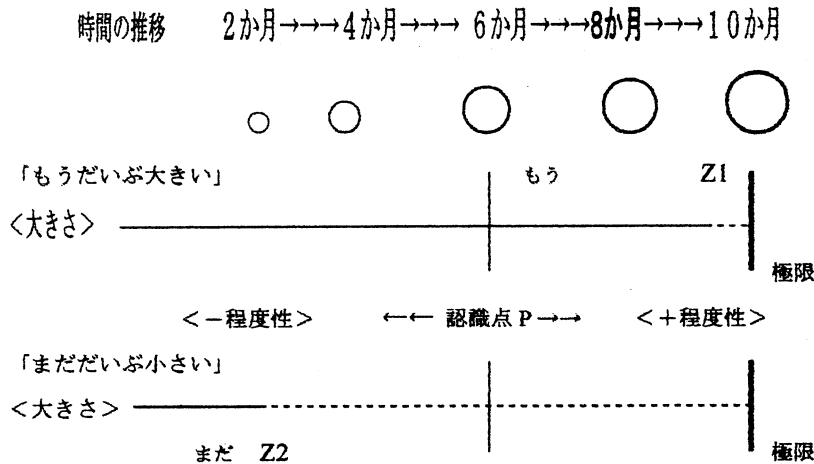 時間の推移 2か月→→→4か月→→→ 6か月→→→8か月→→→10か月
「もうだいぶ大きい」 もう Z1
<大きさ>
極限
<−程度性> ←← 認識点 P→→ <+程度性>
「まだだいぶ小さい」
<大きさ>
まだ Z2 極限